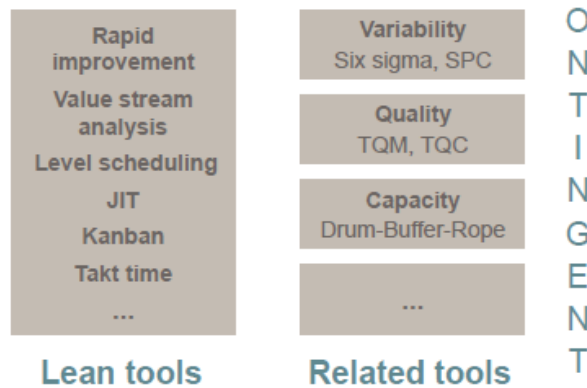 Rapid
improvement
Value stream
analysis
Level scheduling
JIT
Kanban
Takt time
...
Lean tools
Variability
Six sigma, SPC
Quality
TQM, TQC
Capacity
Drum-Buffer-Rope
...
Related tools
O
N
T
I
N
G
E
N
T